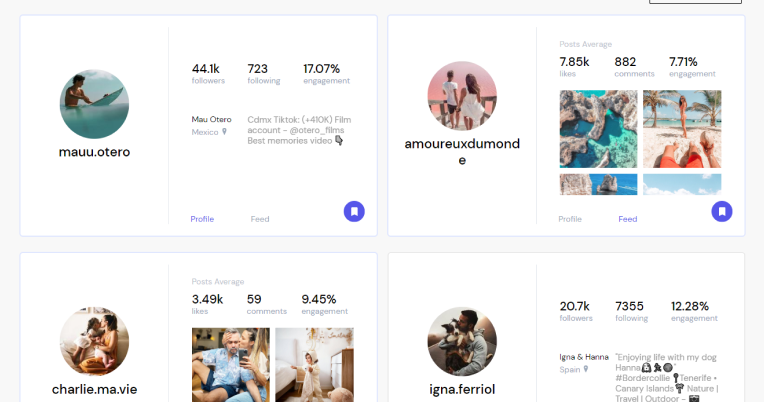 44.1k 723 17.07%
followers following engagement
Mau Otero
Mexico
Cdmx Tiktok: (+410K) Film
account - @otero_films
Best memories video
mauu.otero
Profile Feed
Posts Average
7.85k 882 7.71%
likes comments engagement
amoureuxdumond
e
Profile Feed
Posts Average
3.49k 59 9.45%
likes comments engagement
charlie.ma.vie
20.7k 7355 12.28%
followers following engagement
Igna & Hanna
Spain
"Enjoying life with my dog
Hanna "
#Bordercollie Tenerife •
Canary Islands Nature |
Travel | Outdoor -
igna.ferriol